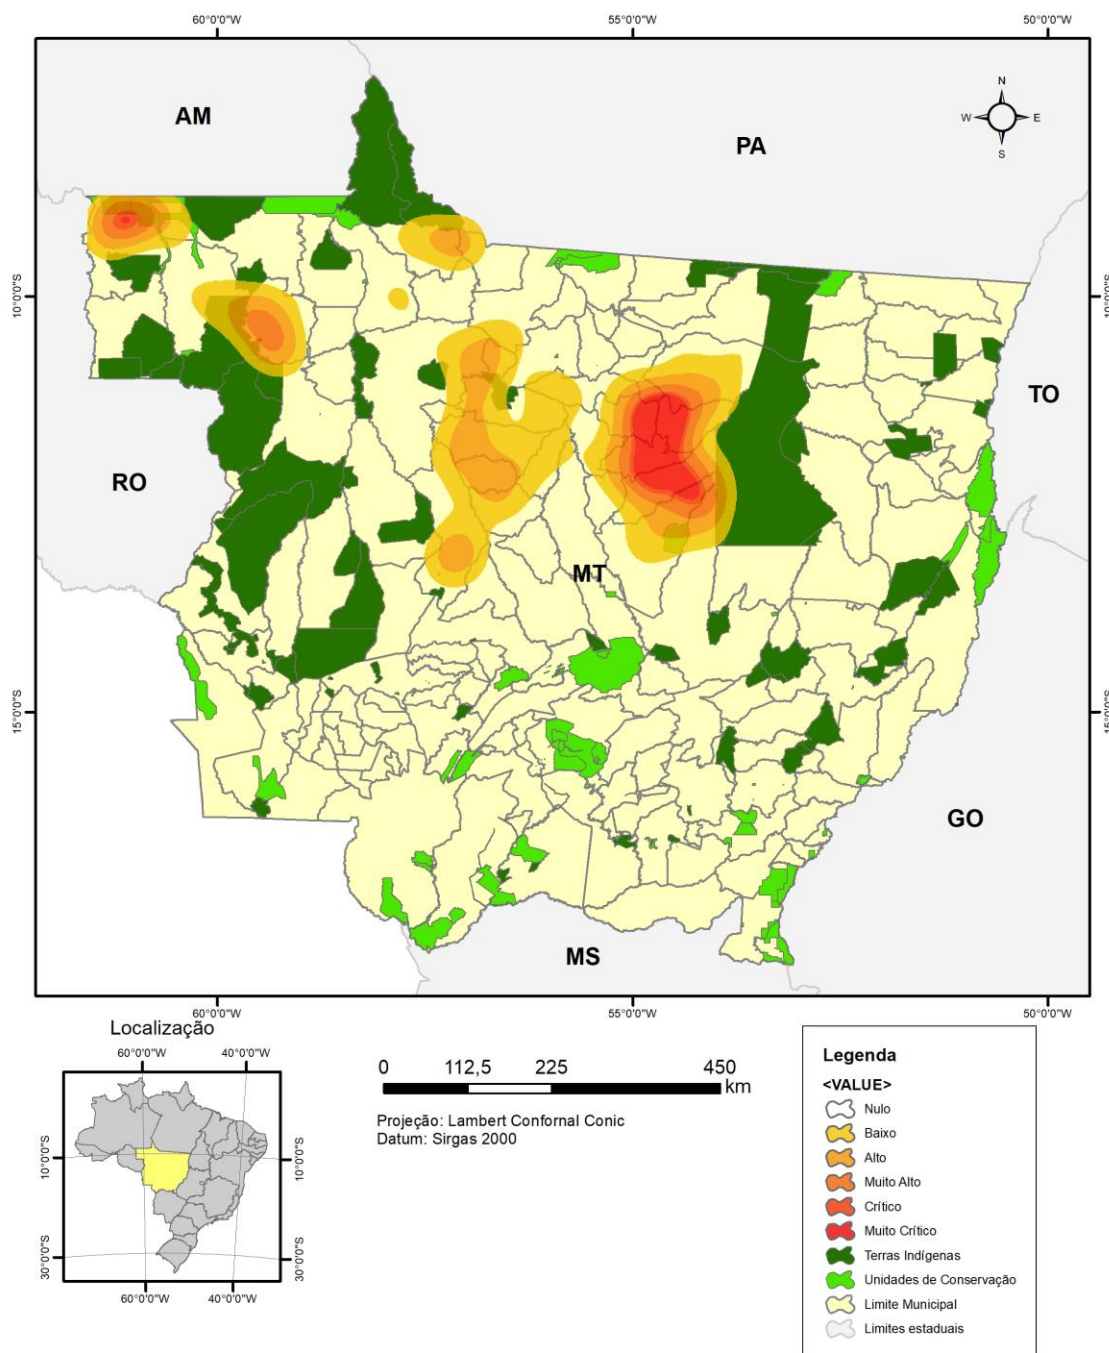 60°0'0"W 55°0'0"W 50°0'0"W
N
W E
S
AM
PA
10°0'0"S 10°0'0"S
TO
RO
MT
15°0'0"S 15°0'0"S
GO
MS
60°0'0"W 55°0'0"W 50°0'0"W
Localização
60°0'0"W 40°0'0"W
10°0'0"S 10°0'0"S
30°0'0"S 30°0'0"S
60°0'0"W 40°0'0"W
0 112,5 225 450
km
Projeção: Lambert Confornal Conic
Datum: Sirgas 2000
Legenda
<VALUE>
Nulo
Baixo
Alto
Muito Alto
Crítico
Muito Crítico
Terras Indígenas
Unidades de Conservação
Limite Municipal
Limites estaduais